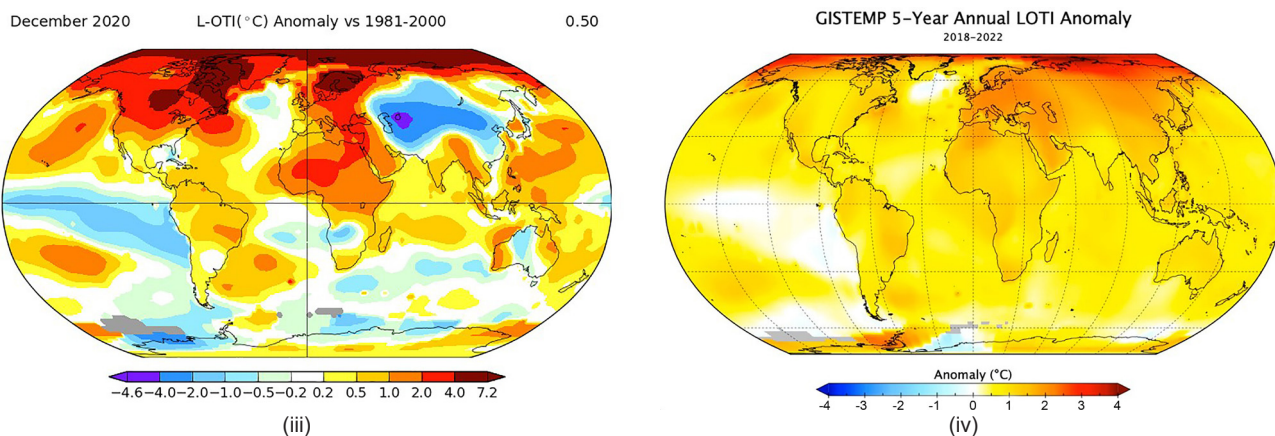 December 2020 L-OTI(°C) Anomaly vs 1981-2000 0.50
−4.6 −4.0 −2.0 −1.0 −0.5 −0.2 0.2 0.5 1.0 2.0 4.0 7.2
(iii)
GISTEMP 5-Year Annual LOTI Anomaly
2018-2022
Anomaly (°C)
-4 -3 -2 -1 0 1 2 3 4
(iv)